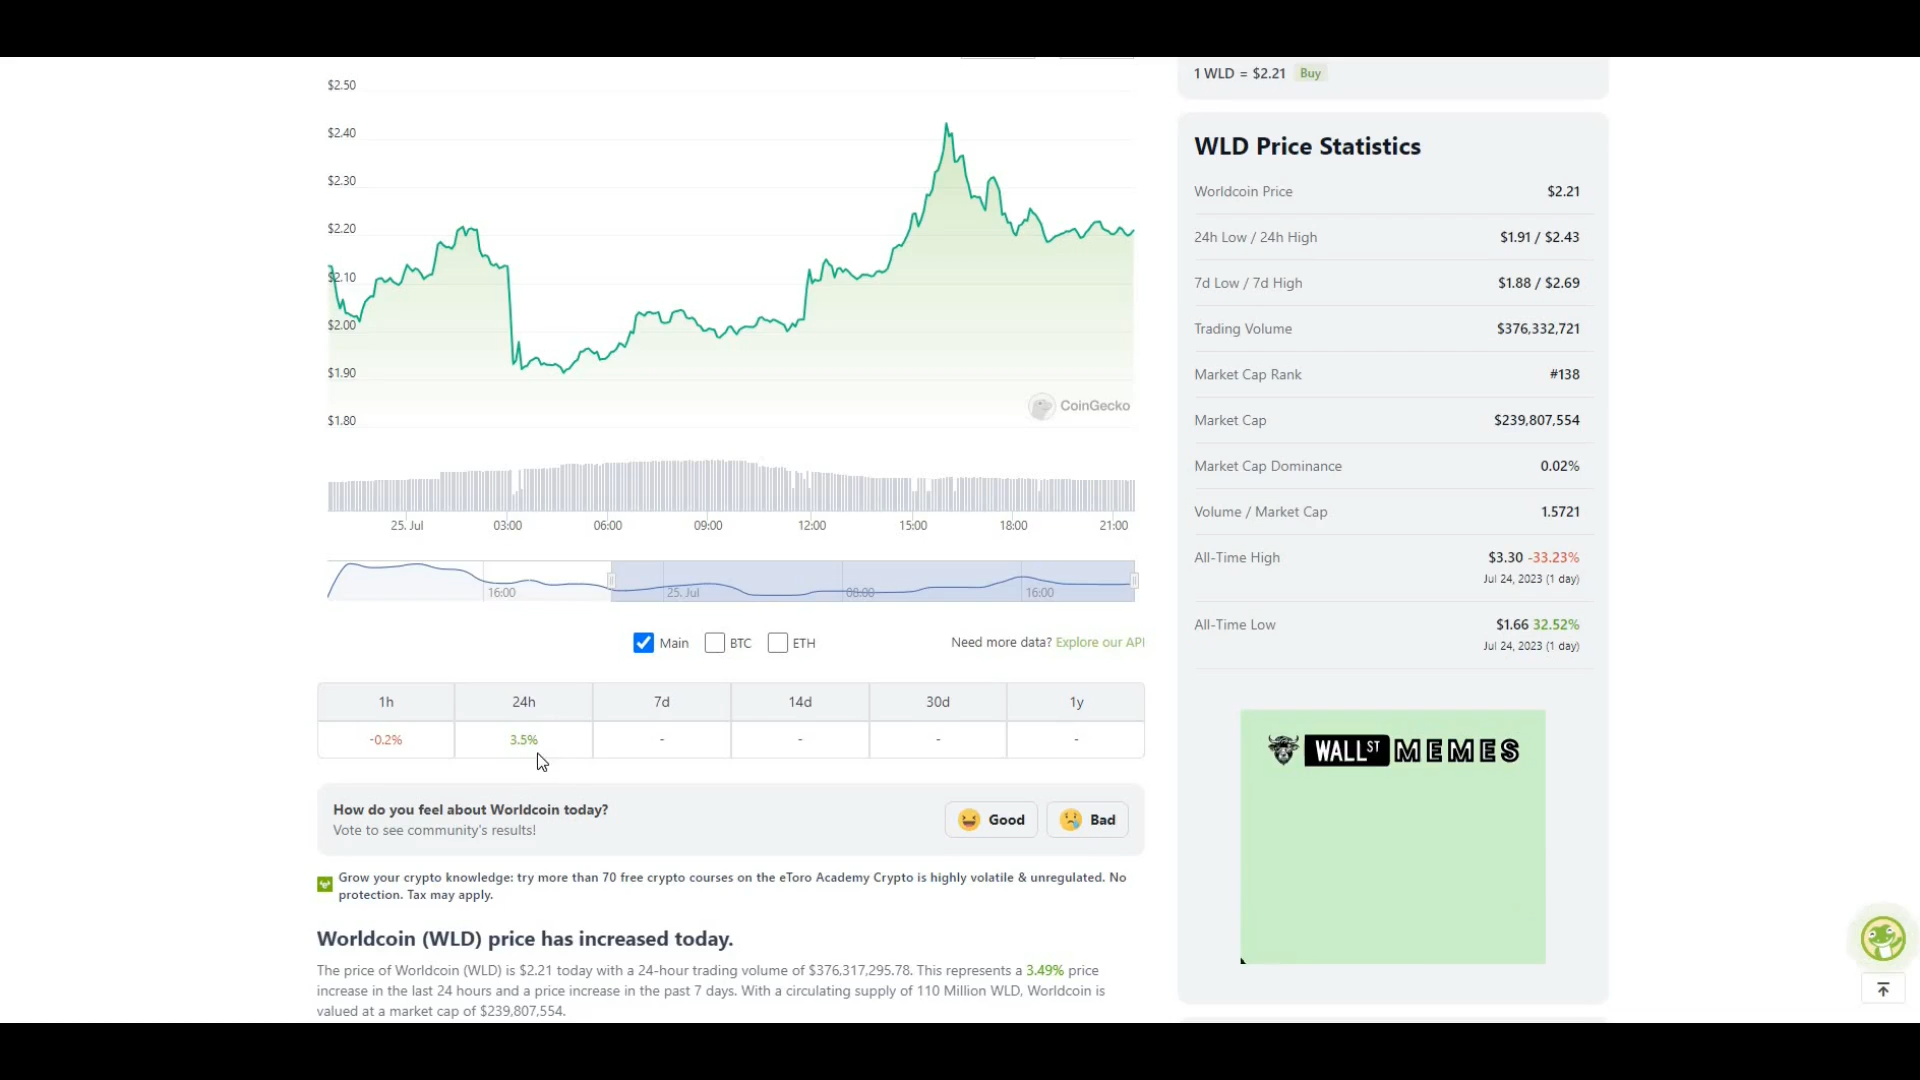 1 WLD = $2.21 Buy
$2.50
$2.40
$2.30
$2.20
$2.10
$2.00
$1.90
$1.80
CoinGecko
25. Jul 03:00 06:00 09:00 12:00 15:00 18:00 21:00
16:00 25. Jul 08:00 16:00
Main BTC ETH
Need more data? Explore our API
1h 24h 7d 14d 30d 1y
-0.2% 3.5% - - - -
How do you feel about Worldcoin today?
Vote to see community's results!
Good Bad
Grow your crypto knowledge: try more than 70 free crypto courses on the eToro Academy Crypto is highly volatile & unregulated. No
protection. Tax may apply.
Worldcoin (WLD) price has increased today.
The price of Worldcoin (WLD) is $2.21 today with a 24-hour trading volume of $376,317,295.78. This represents a 3.49% price
increase in the last 24 hours and a price increase in the past 7 days. With a circulating supply of 110 Million WLD, Worldcoin is
valued at a market cap of $239,807,554.
WLD Price Statistics
Worldcoin Price $2.21
24h Low / 24h High $1.91 / $2.43
7d Low / 7d High $1.88 / $2.69
Trading Volume $376,332,721
Market Cap Rank #138
Market Cap $239,807,554
Market Cap Dominance 0.02%
Volume / Market Cap 1.5721
All-Time High $3.30 -33.23%
Jul 24, 2023 (1 day)
All-Time Low $1.66 32.52%
Jul 24, 2023 (1 day)
WALL ST MEMES